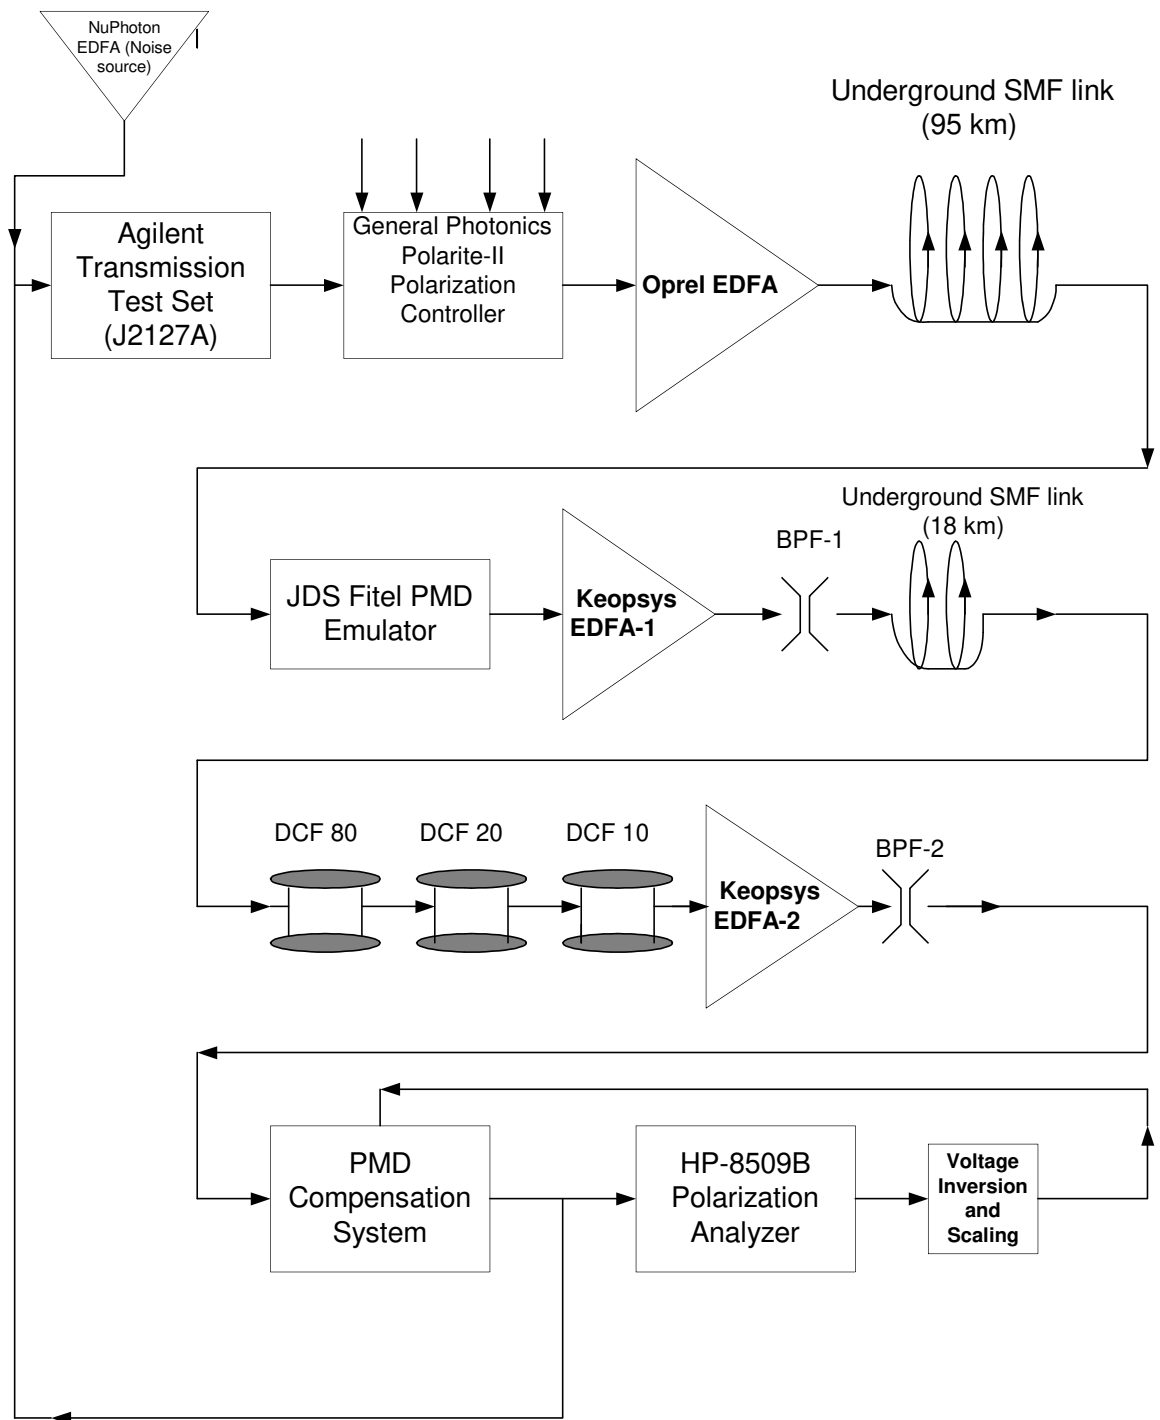 NuPhoton
EDFA (Noise
source)
Underground SMF link
(95 km)
Agilent
Transmission
Test Set
(J2127A)
General Photonics
Polarite-II
Polarization
Controller
Oprel EDFA
Underground SMF link
(18 km)
BPF-1
JDS Fitel PMD
Emulator
Keopsys
EDFA-1
DCF 80
DCF 20
DCF 10
Keopsys
EDFA-2
BPF-2
PMD
Compensation
System
HP-8509B
Polarization
Analyzer
Voltage
Inversion
and
Scaling